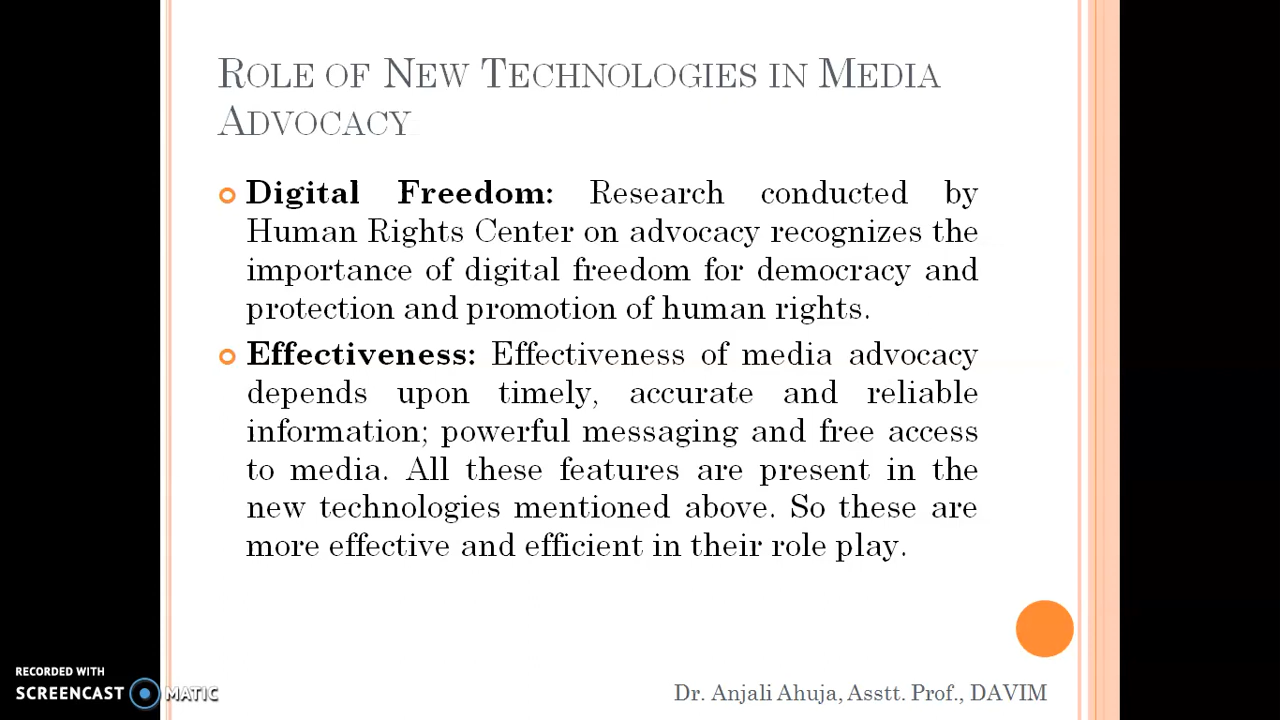 ROLE OF NEW TECHNOLOGIES IN MEDIA
ADVOCACY
Digital Freedom: Research conducted by
Human Rights Center on advocacy recognizes the
importance of digital freedom for democracy and
protection and promotion of human rights.
Effectiveness: Effectiveness of media advocacy
depends upon timely, accurate and reliable
information; powerful messaging and free access
to media. All these features are present in the
new technologies mentioned above. So these are
more effective and efficient in their role play.
RECORDED WITH
SCREENCAST MATIC
Dr. Anjali Ahuja, Asstt. Prof., DAVIM